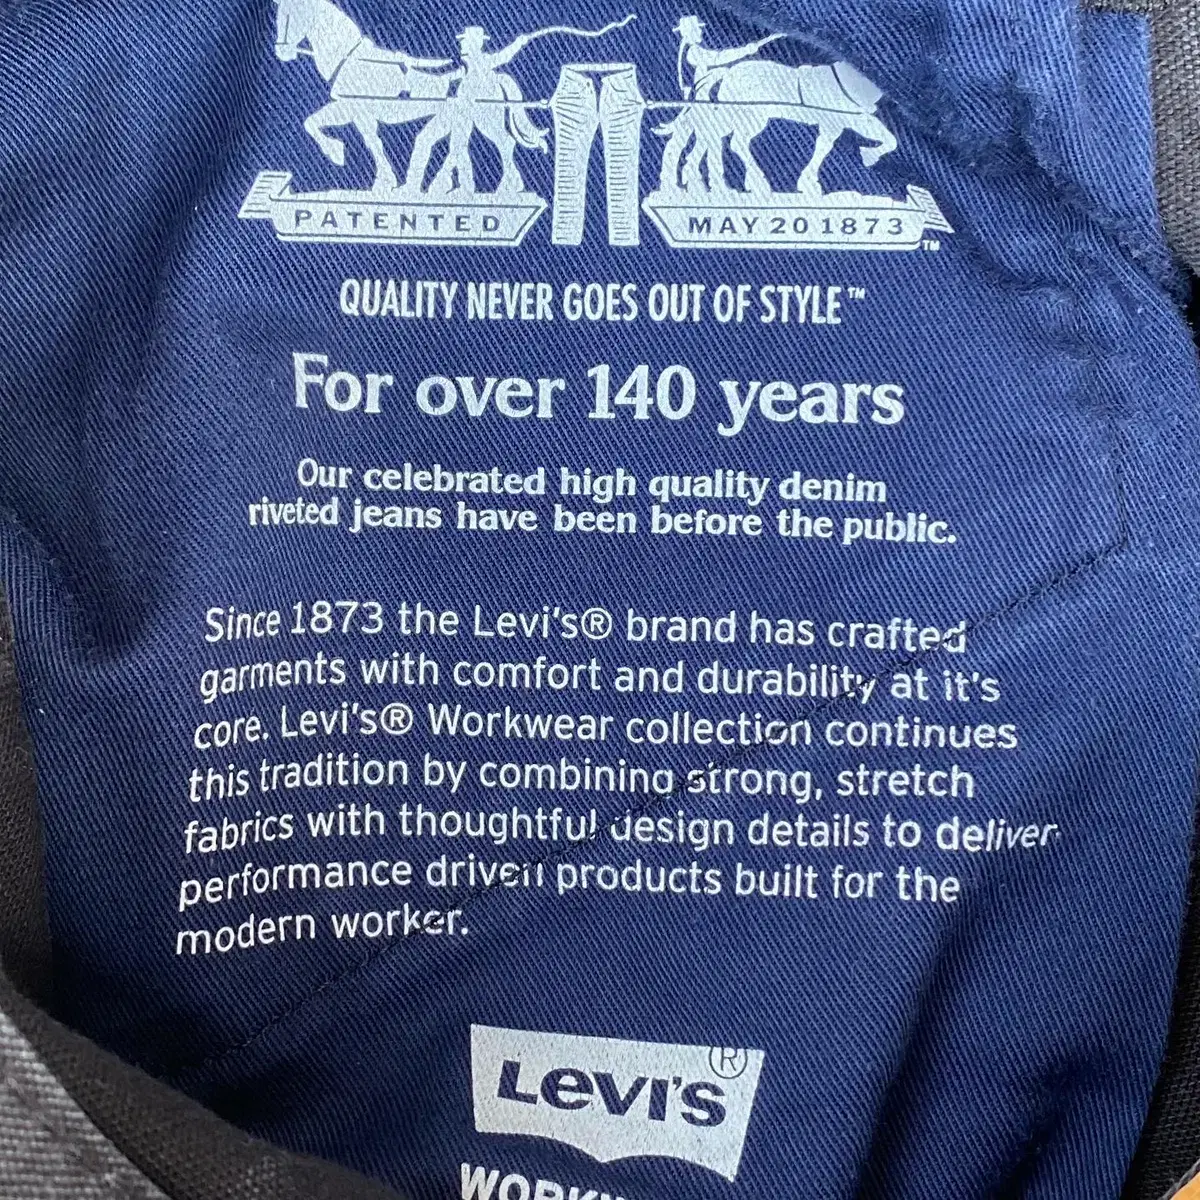 PATENTED MAY 20 1873 TM
QUALITY NEVER GOES OUT OF STYLE™
For over 140 years
Our celebrated high quality denim
riveted jeans have been before the public.
Since 1873 the Levi's® brand has crafted
garments with comfort and durability at it's
core. Levi's® Workwear collection continues
this tradition by combining strong, stretch
fabrics with thoughtful design details to deliver
performance driven products built for the
modern worker.
LEVI'S ®